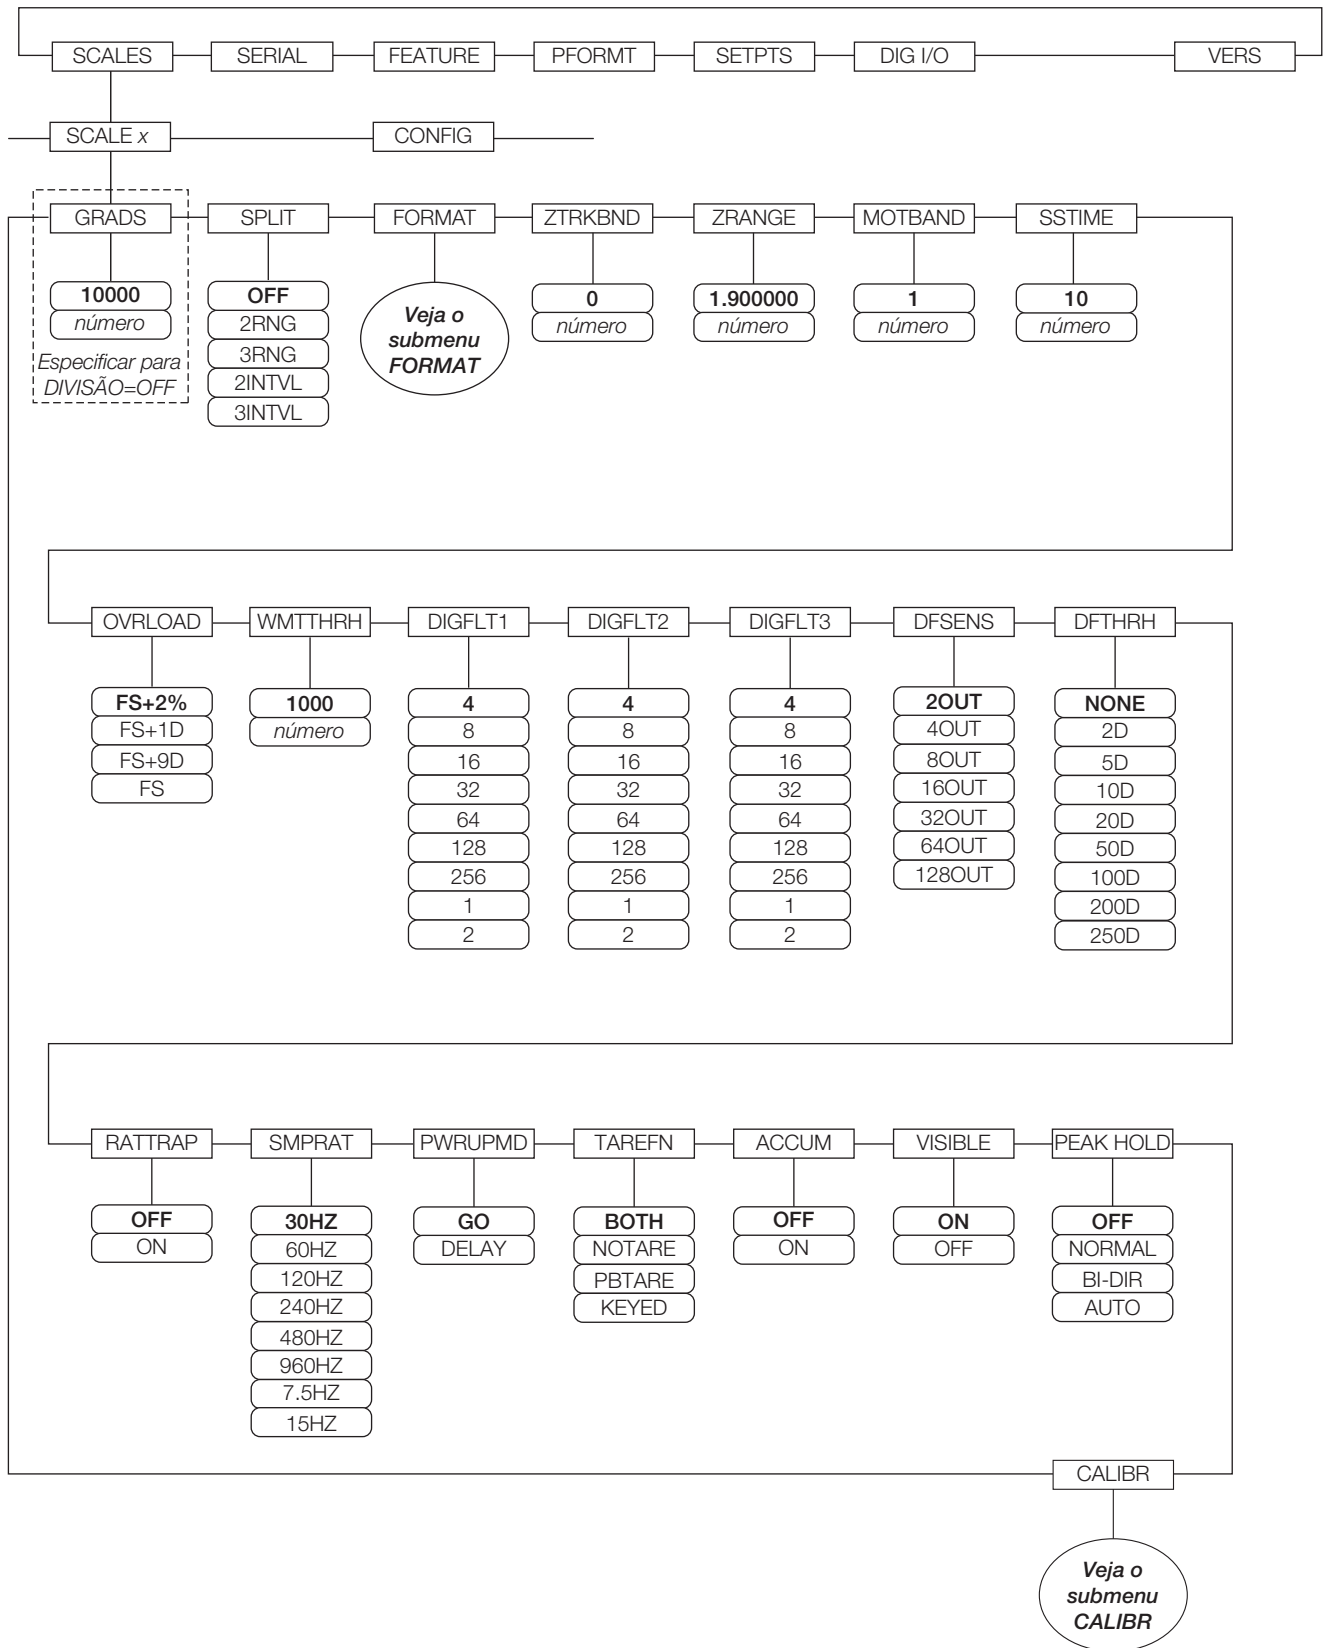 SCALES SERIAL FEATURE PFORMT SETPTS DIG I/O VERS
SCALE x CONFIG
GRADS SPLIT FORMAT ZTRKBND ZRANGE MOTBAND SSTIME
10000
número
Especificar para
DIVISÃO=OFF
OFF
2RNG
3RNG
2INTVL
3INTVL
Veja o
submenu
FORMAT
0
número
1.900000
número
1
número
10
número
OVRLOAD WMTTHRH DIGFLT1 DIGFLT2 DIGFLT3 DFSENS DFTHRH
FS+2%
FS+1D
FS+9D
FS
1000
número
4
8
16
32
64
128
256
1
2
4
8
16
32
64
128
256
1
2
4
8
16
32
64
128
256
1
2
2OUT
4OUT
8OUT
16OUT
32OUT
64OUT
128OUT
NONE
2D
5D
10D
20D
50D
100D
200D
250D
RATTRAP SMPRAT PWRUPMD TAREFN ACCUM VISIBLE PEAK HOLD
OFF
ON
30HZ
60HZ
120HZ
240HZ
480HZ
960HZ
7.5HZ
15HZ
GO
DELAY
BOTH
NOTARE
PBTARE
KEYED
OFF
ON
ON
OFF
OFF
NORMAL
BI-DIR
AUTO
CALIBR
Veja o
submenu
CALIBR